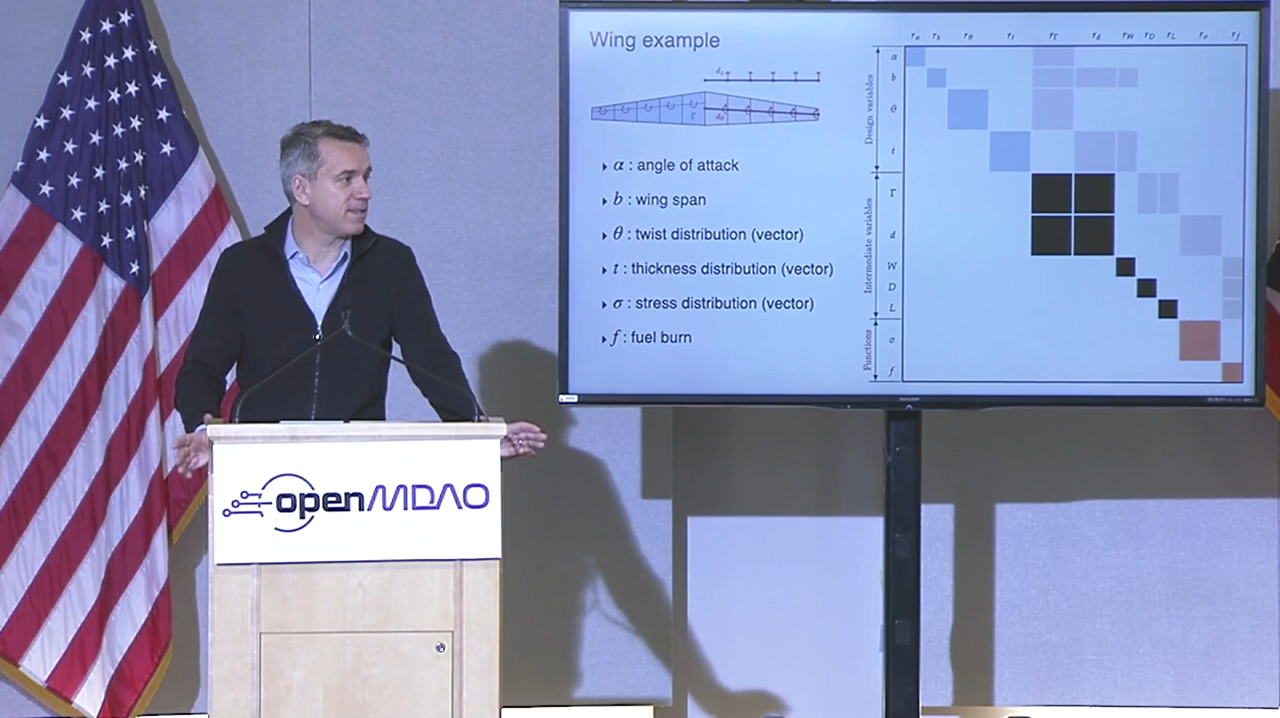 Wing example
α : angle of attack
b : wing span
θ : twist distribution (vector)
t : thickness distribution (vector)
σ : stress distribution (vector)
f : fuel burn
Design variables
Intermediate variables
Functions
α
b
θ
t
Γ
d
W
D
L
σ
f
openMDAO